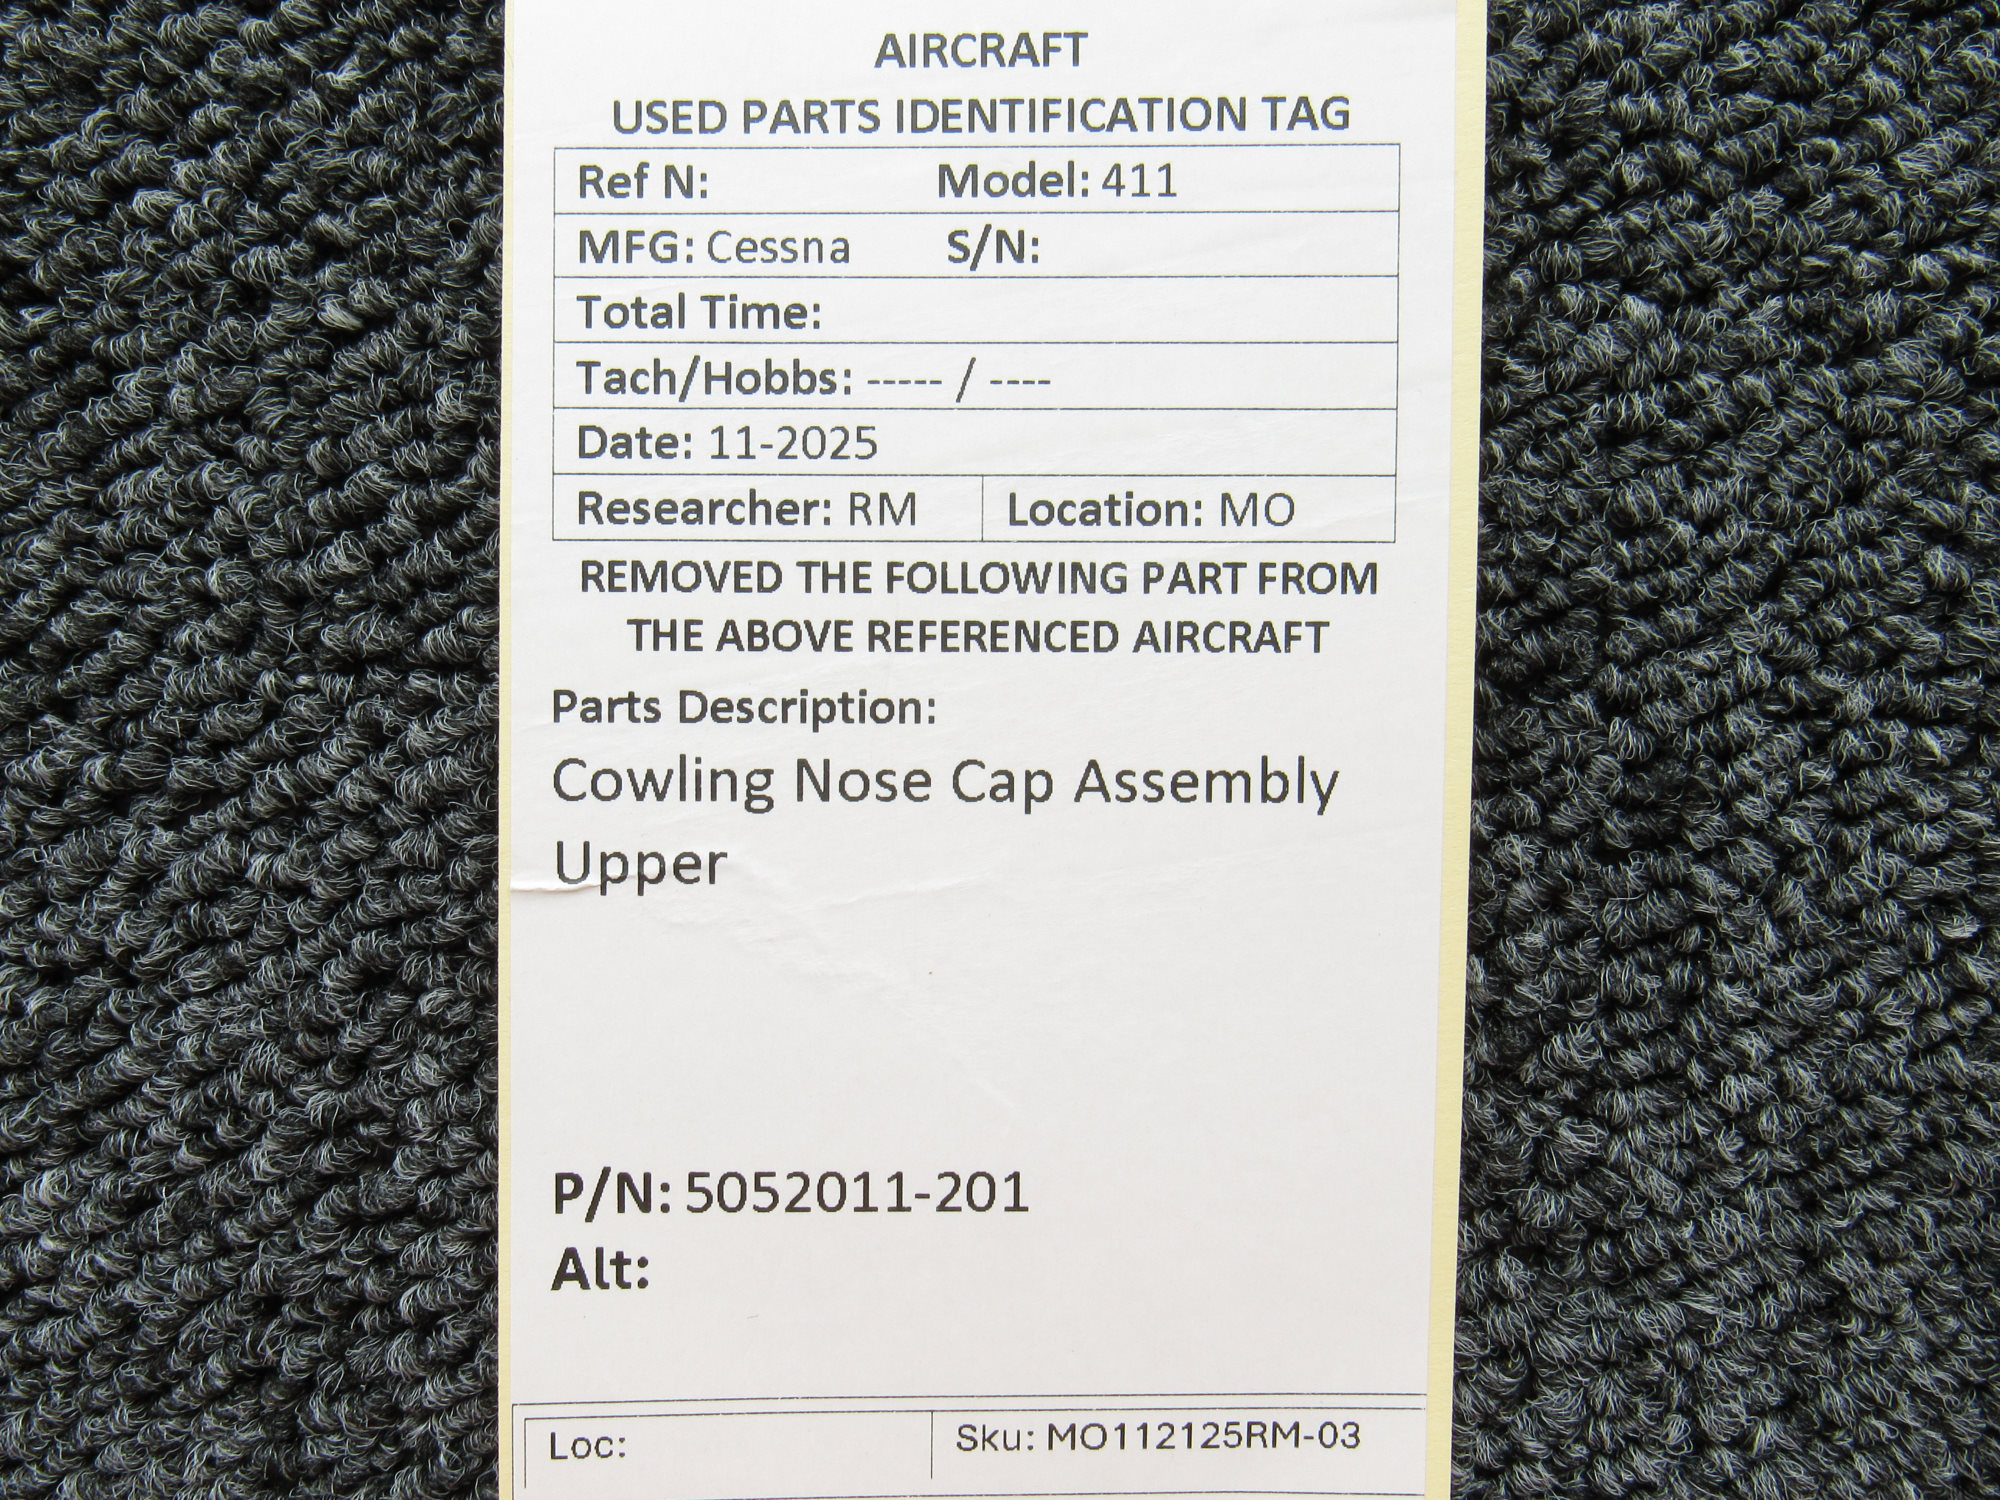 AIRCRAFT
USED PARTS IDENTIFICATION TAG
Ref N: Model: 411
MFG: Cessna S/N:
Total Time:
Tach/Hobbs: ----- / ----
Date: 11-2025
Researcher: RM Location: MO
REMOVED THE FOLLOWING PART FROM
THE ABOVE REFERENCED AIRCRAFT
Parts Description:
Cowling Nose Cap Assembly
Upper
P/N: 5052011-201
Alt:
Loc: Sku: MO112125RM-03